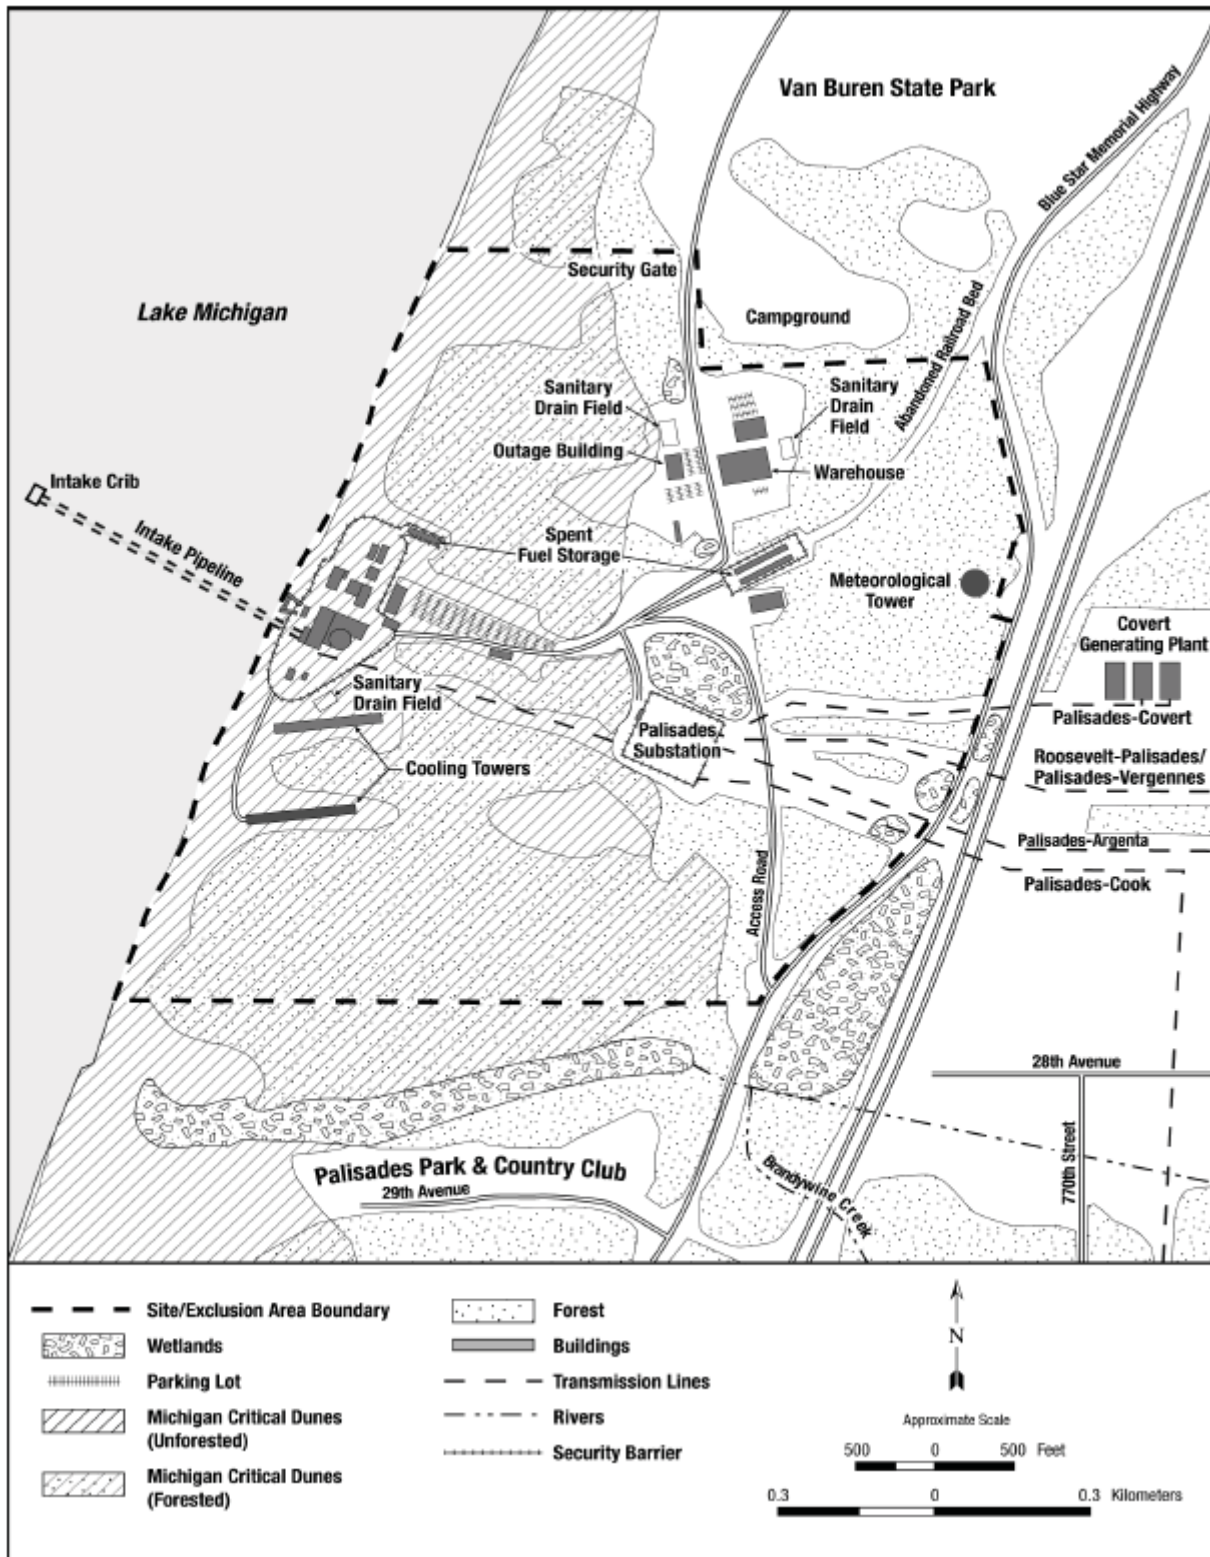 Van Buren State Park
Blue Star Memorial Highway
Security Gate
Lake Michigan
Campground
Abandoned Railroad Bed
Sanitary
Drain Field
Sanitary
Drain
Field
Outage Building
Warehouse
Intake Crib
Intake Pipeline
Spent
Fuel Storage
Meteorological
Tower
Covert
Generating Plant
Sanitary
Drain Field
Palisades
Substation
Palisades-Covert
Roosevelt-Palisades/
Palisades-Vergennes
Cooling Towers
Palisades-Argenta
Palisades-Cook
Access Road
28th Avenue
770th Street
Palisades Park & Country Club
29th Avenue
Brandywine Creek
Site/Exclusion Area Boundary
Wetlands
Parking Lot
Michigan Critical Dunes
(Unforested)
Michigan Critical Dunes
(Forested)
Forest
Buildings
Transmission Lines
Rivers
Security Barrier
N
Approximate Scale
500 0 500 Feet
0.3 0 0.3 Kilometers